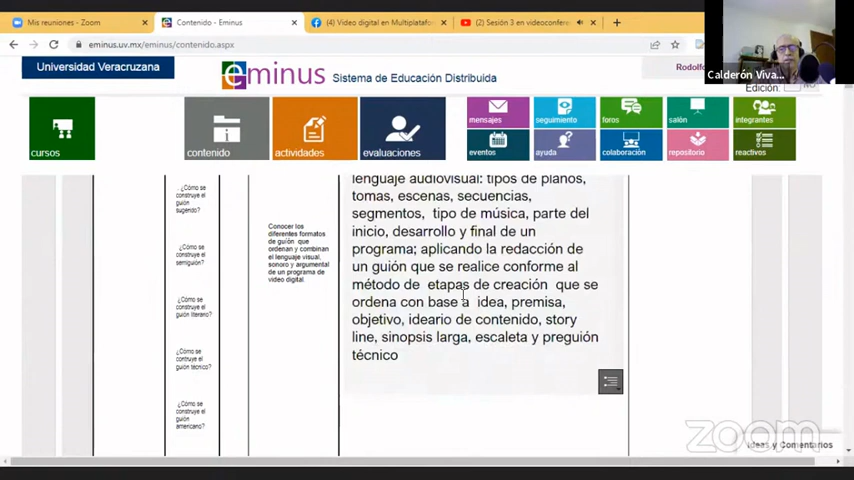 Mis reuniones - Zoom
Contenido - Eminus
(4) Video digital en Multiplatafor
(2) Sesión 3 en videoconferen
eminus.uv.mx/eminus/contenido.aspx
Calderón Viva...
Universidad Veracruzana
eminus
Sistema de Educación Distribuída
Rodolfo
Edición:
NO
cursos
contenido
actividades
evaluaciones
mensajes
seguimiento
foros
salón
integrantes
eventos
ayuda
colaboración
repositorio
reactivos
. ¿Cómo se
construye el
guión
sugerido?
¿Cómo se
construye el
semiguión?
¿Cómo se
construye el
guión literario?
¿Cómo se
contruye el
guión técnico?
¿Cómo se
construye el
guión
americano?
Conocer los
diferentes formatos
de guión que
ordenan y combinan
el lenguaje visual,
sonoro y argumental
de un programa de
video digital.
lenguaje audiovisual: tipos de planos,
tomas, escenas, secuencias,
segmentos, tipo de música, parte del
inicio, desarrollo y final de un
programa; aplicando la redacción de
un guión que se realice conforme al
método de etapas de creación que se
ordena con base a idea, premisa,
objetivo, ideario de contenido, story
line, sinopsis larga, escaleta y preguión
técnico
zoom
Ideas y Comentarios